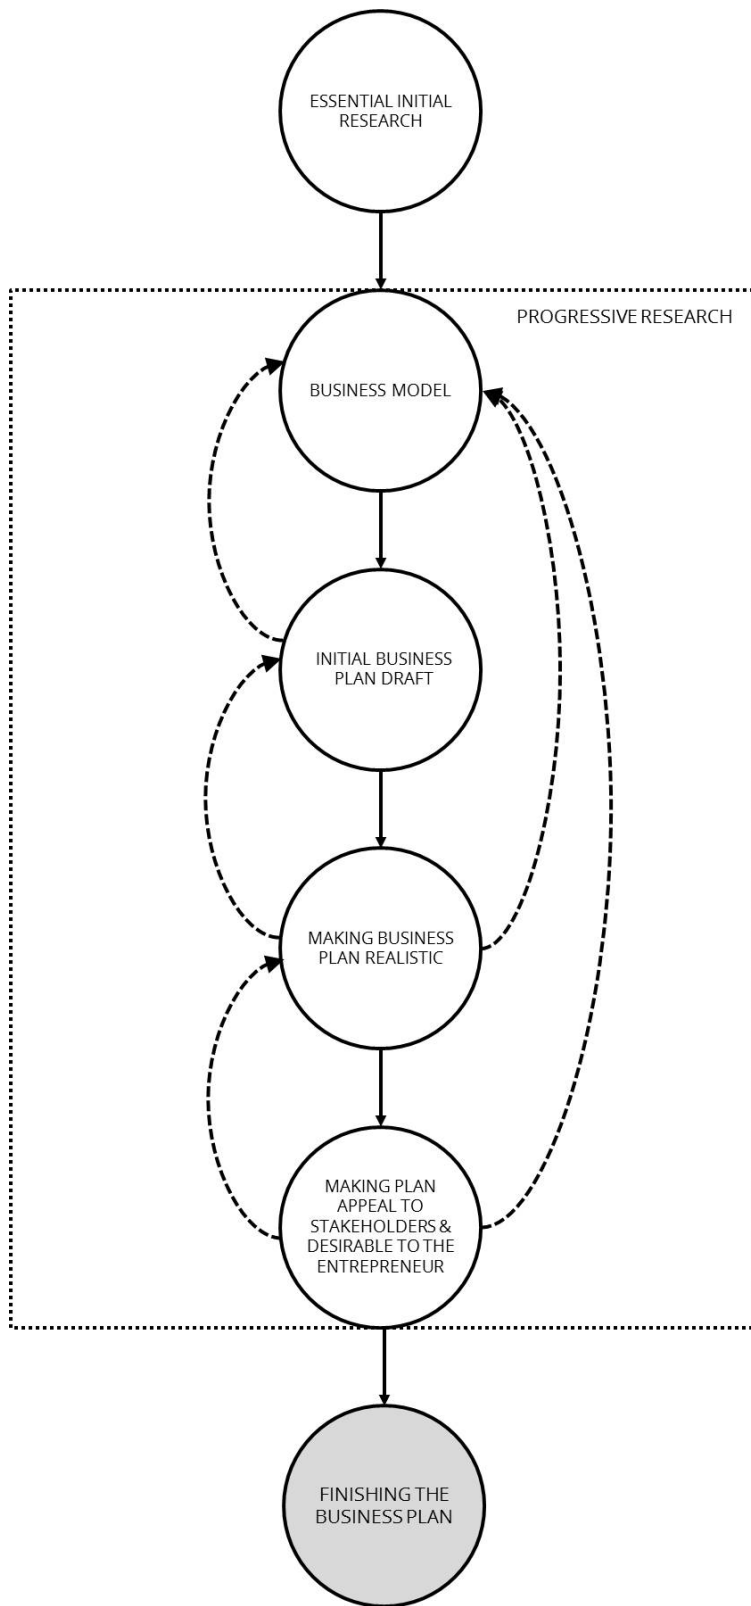 ESSENTIAL INITIAL
RESEARCH
PROGRESSIVE RESEARCH
BUSINESS MODEL
INITIAL BUSINESS
PLAN DRAFT
MAKING BUSINESS
PLAN REALISTIC
MAKING PLAN
APPEAL TO
STAKEHOLDERS &
DESIRABLE TO THE
ENTREPRENEUR
FINISHING THE
BUSINESS PLAN